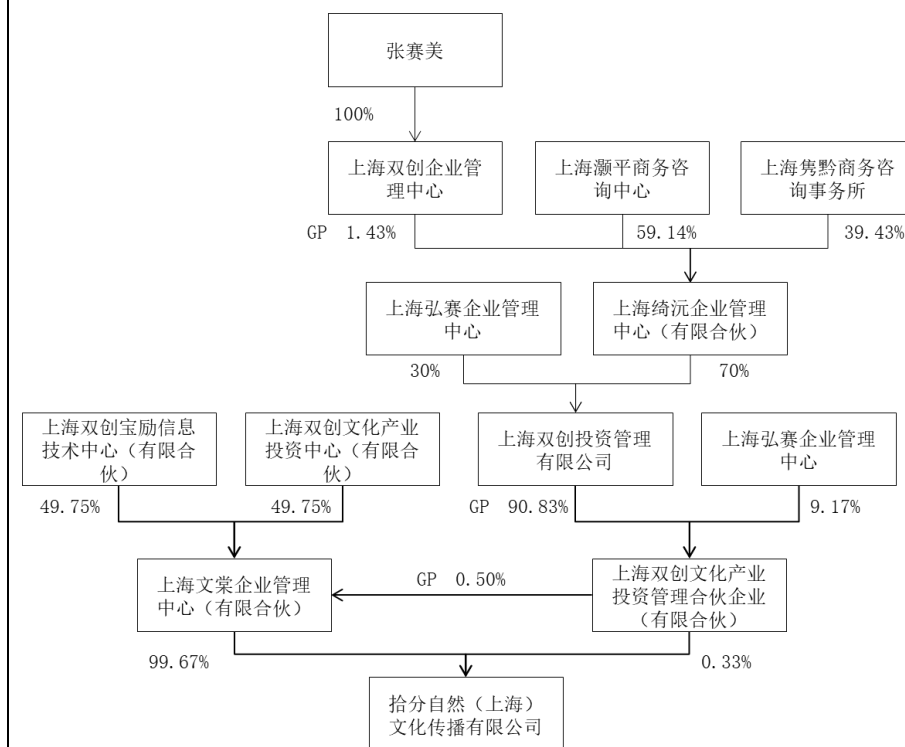 张赛美
100%
上海双创企业管
理中心
上海灏平商务咨
询中心
上海隽黔商务咨
询事务所
GP 1.43%
59.14%
39.43%
上海弘赛企业管理
中心
上海绮沅企业管理
中心（有限合伙）
30%
70%
上海双创宝励信息
技术中心（有限合
伙）
上海双创文化产业
投资中心（有限合
伙）
上海双创投资管理
有限公司
上海弘赛企业管理
中心
49.75%
49.75%
GP 90.83%
9.17%
上海文棠企业管理
中心（有限合伙）
GP 0.50%
上海双创文化产业
投资管理合伙企业
（有限合伙）
99.67%
0.33%
拾分自然（上海）
文化传播有限公司